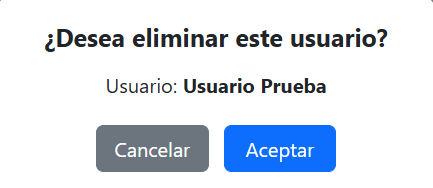 ¿Desea eliminar este usuario?
Usuario: Usuario Prueba
Cancelar Aceptar